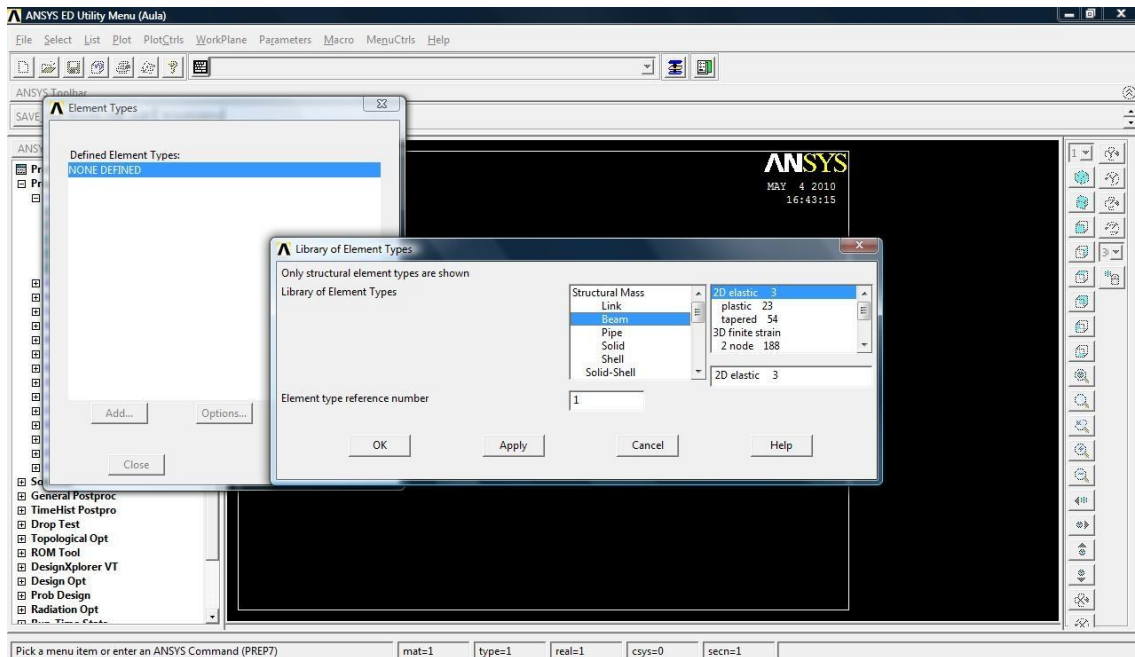 ANSYS ED Utility Menu (Aula)
File Select List Plot PlotCtrls WorkPlane Parameters Macro MenuCtrls Help
ANSYS Toolbar
SAVE
Element Types
Defined Element Types:
NONE DEFINED
Add... Options...
Close
ANSYS
MAY 4 2010
16:43:15
Library of Element Types
Only structural element types are shown
Library of Element Types
Structural Mass
Link
Beam
Pipe
Solid
Shell
Solid-Shell
2D elastic 3
plastic 23
tapered 54
3D finite strain
2 node 188
2D elastic 3
Element type reference number
1
OK Apply Cancel Help
General Postproc
TimeHist Postpro
Drop Test
Topological Opt
ROM Tool
DesignXplorer VT
Design Opt
Prob Design
Radiation Opt
1
3
Pick a menu item or enter an ANSYS Command (PREP7) mat=1 type=1 real=1 csys=0 secn=1